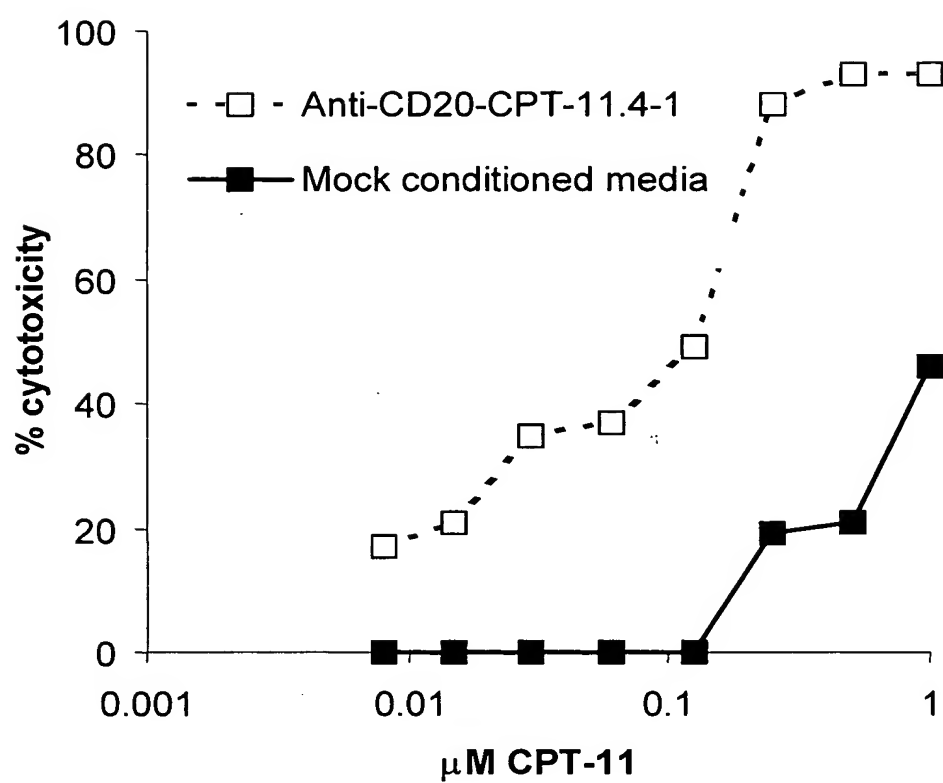 100
Anti-CD20-CPT-11.4-1
80
Mock conditioned media
60
% cytotoxicity
40
20
0
0.001 0.01 0.1 1
μM CPT-11